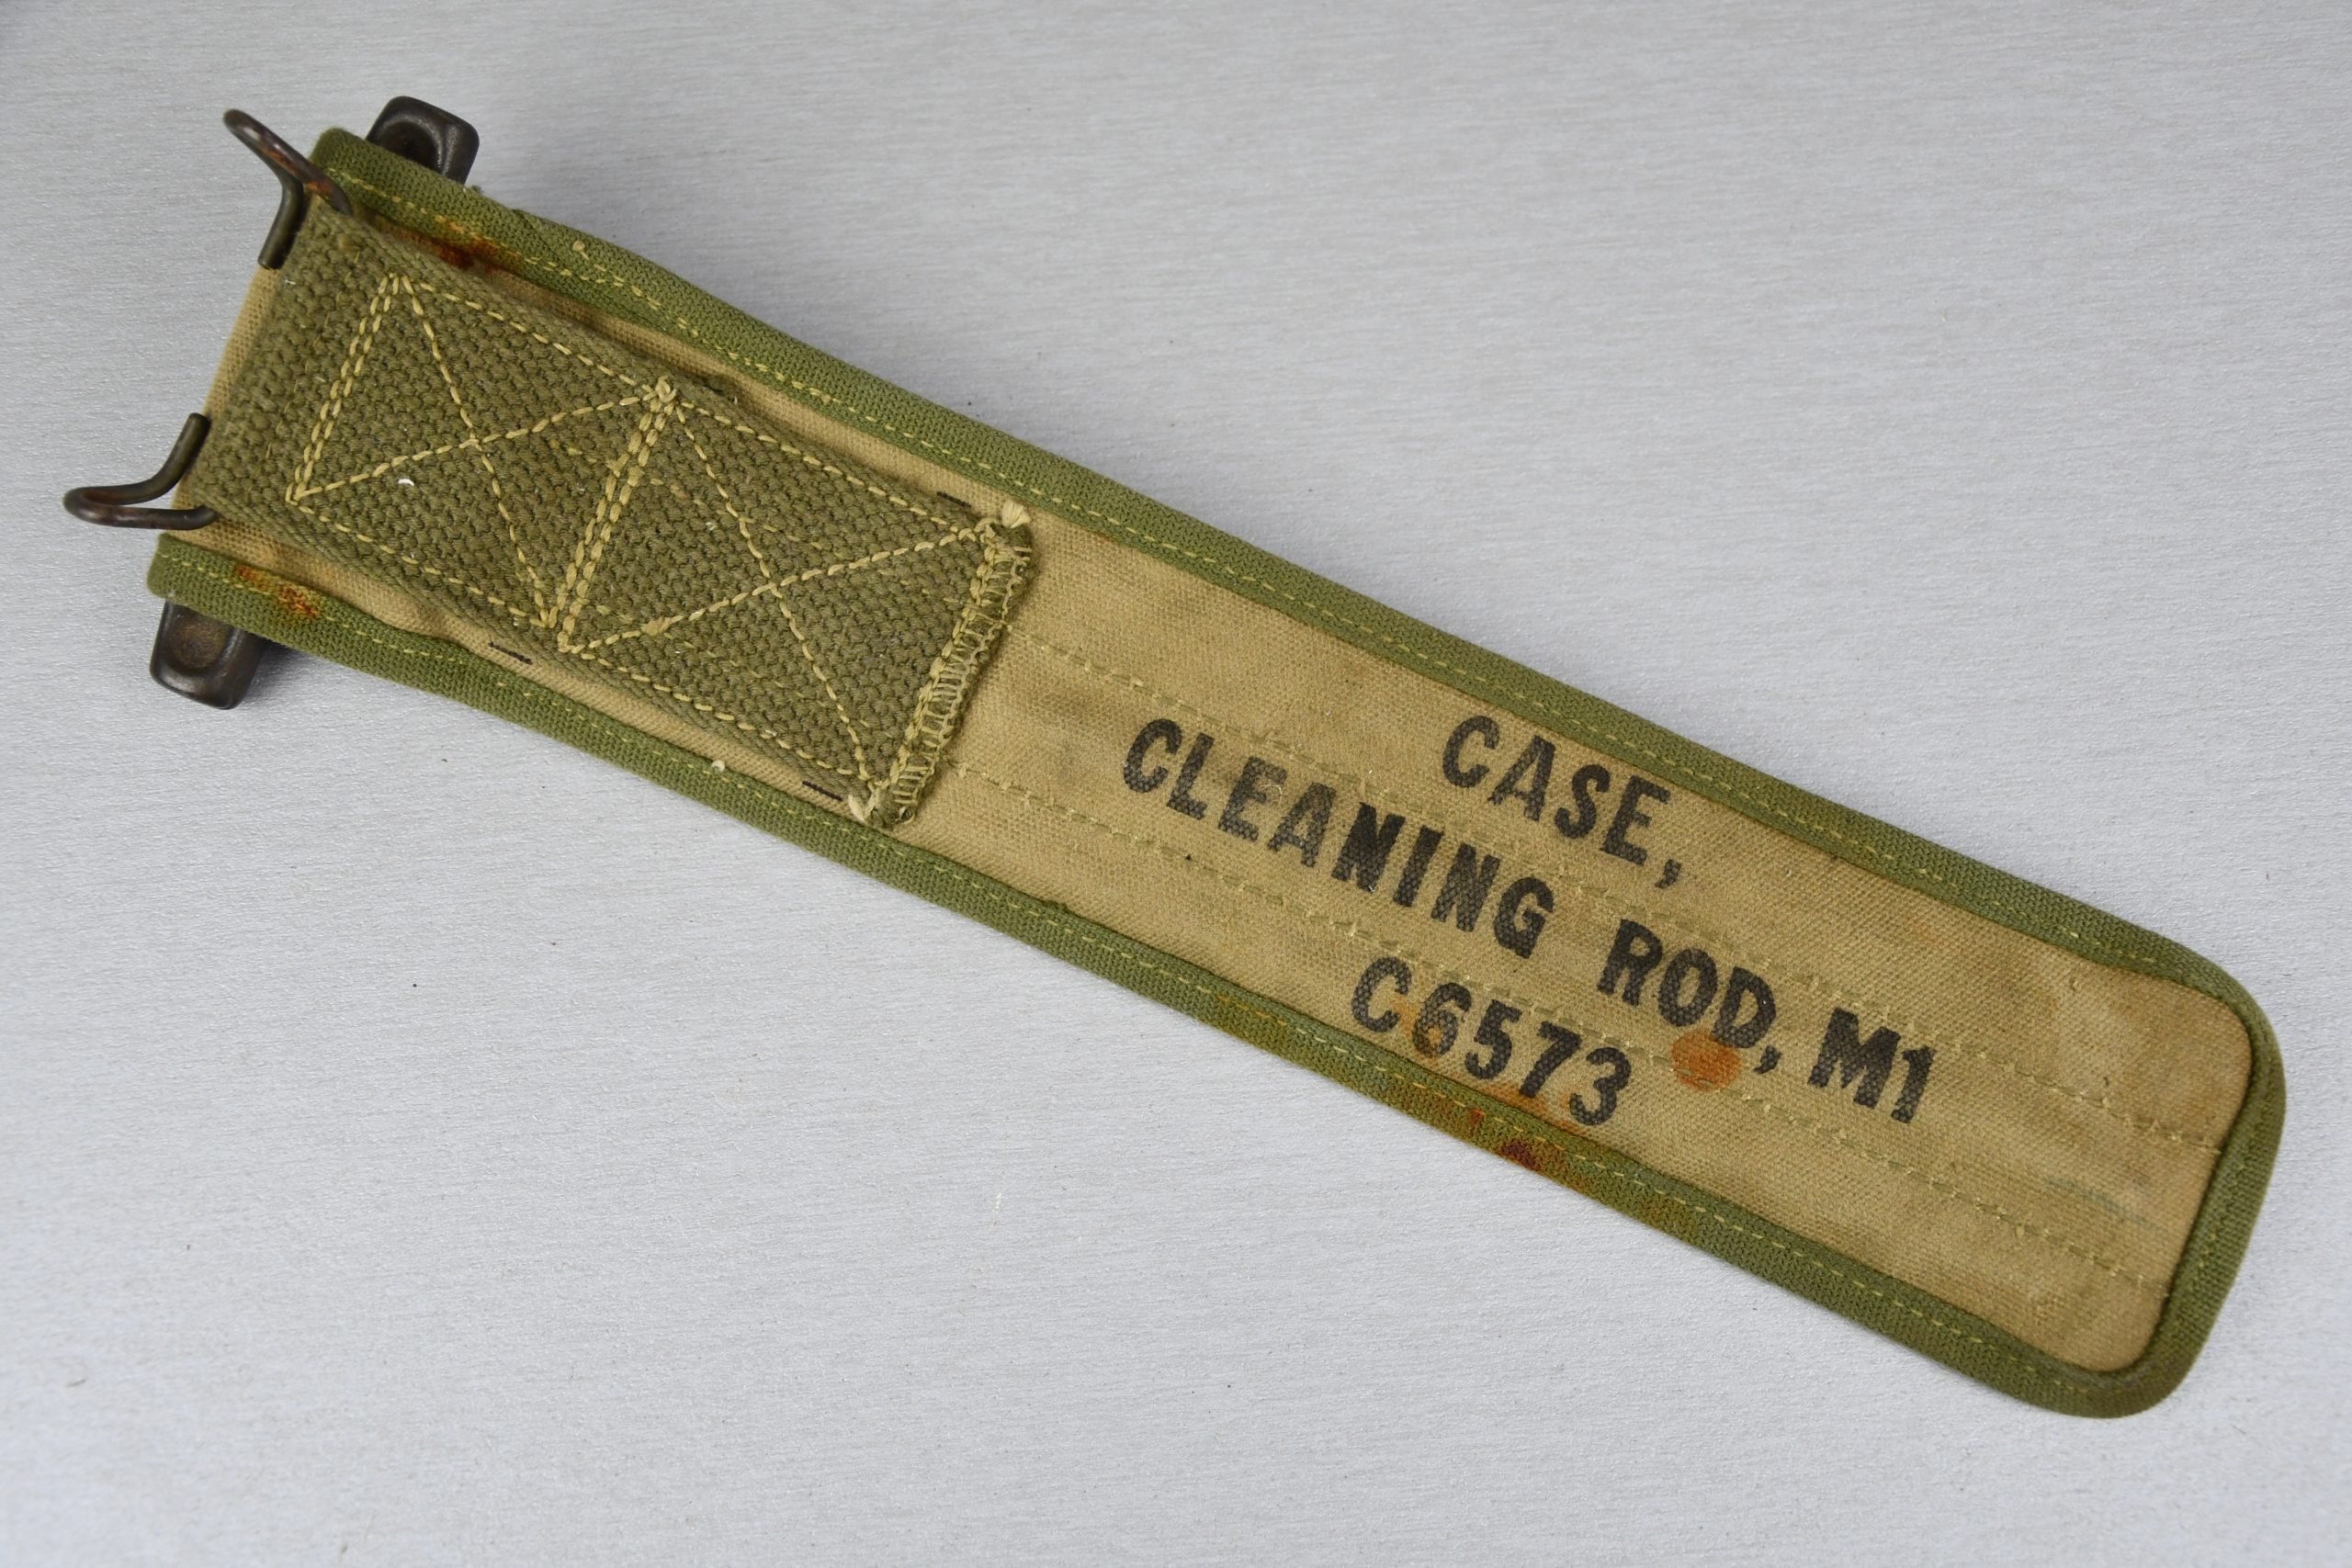 CASE,
CLEANING ROD, M1
C6573